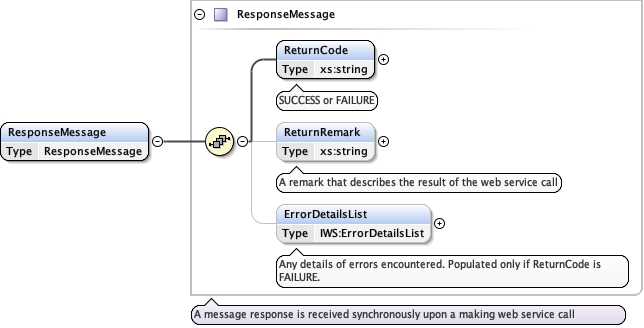 ResponseMessage
ReturnCode
Type xs:string
SUCCESS or FAILURE
ResponseMessage
Type ResponseMessage
ReturnRemark
Type xs:string
A remark that describes the result of the web service call
ErrorDetailsList
Type IWS:ErrorDetailsList
Any details of errors encountered. Populated only if ReturnCode is
FAILURE.
A message response is received synchronously upon a making web service call